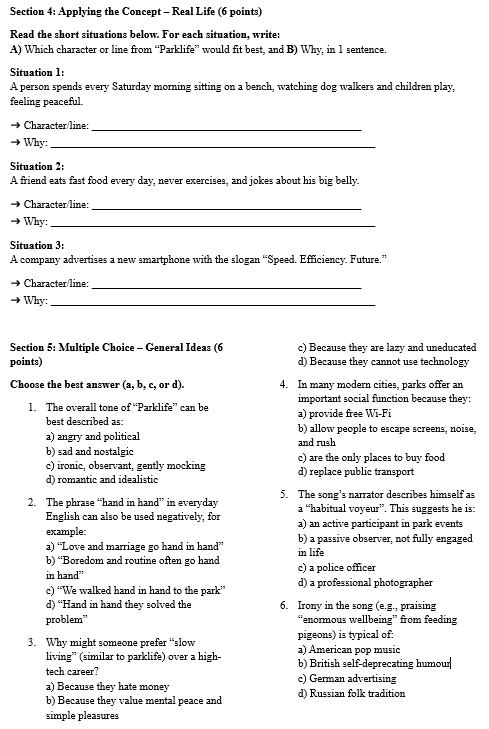 Section 4: Applying the Concept – Real Life (6 points)
Read the short situations below. For each situation, write:
A) Which character or line from “Parklife” would fit best, and B) Why, in 1 sentence.
Situation 1:
A person spends every Saturday morning sitting on a bench, watching dog walkers and children play,
feeling peaceful.
→ Character/line: ____________________
→ Why: ____________________
Situation 2:
A friend eats fast food every day, never exercises, and jokes about his big belly.
→ Character/line: ____________________
→ Why: ____________________
Situation 3:
A company advertises a new smartphone with the slogan “Speed. Efficiency. Future.”
→ Character/line: ____________________
→ Why: ____________________
Section 5: Multiple Choice – General Ideas (6
points)
Choose the best answer (a, b, c, or d).
1. The overall tone of “Parklife” can be
best described as:
a) angry and political
b) sad and nostalgic
c) ironic, observant, gently mocking
d) romantic and idealistic
2. The phrase “hand in hand” in everyday
English can also be used negatively, for
example:
a) “Love and marriage go hand in hand”
b) “Boredom and routine often go hand
in hand”
c) “We walked hand in hand to the park”
d) “Hand in hand they solved the
problem”
3. Why might someone prefer “slow
living” (similar to parklife) over a high-
tech career?
a) Because they hate money
b) Because they value mental peace and
simple pleasures
c) Because they are lazy and uneducated
d) Because they cannot use technology
4. In many modern cities, parks offer an
important social function because they:
a) provide free Wi-Fi
b) allow people to escape screens, noise,
and rush
c) are the only places to buy food
d) replace public transport
5. The song’s narrator describes himself as
a “habitual voyeur”. This suggests he is:
a) an active participant in park events
b) a passive observer, not fully engaged
in life
c) a police officer
d) a professional photographer
6. Irony in the song (e.g., praising
“enormous wellbeing” from feeding
pigeons) is typical of:
a) American pop music
b) British self-deprecating humour
c) German advertising
d) Russian folk tradition